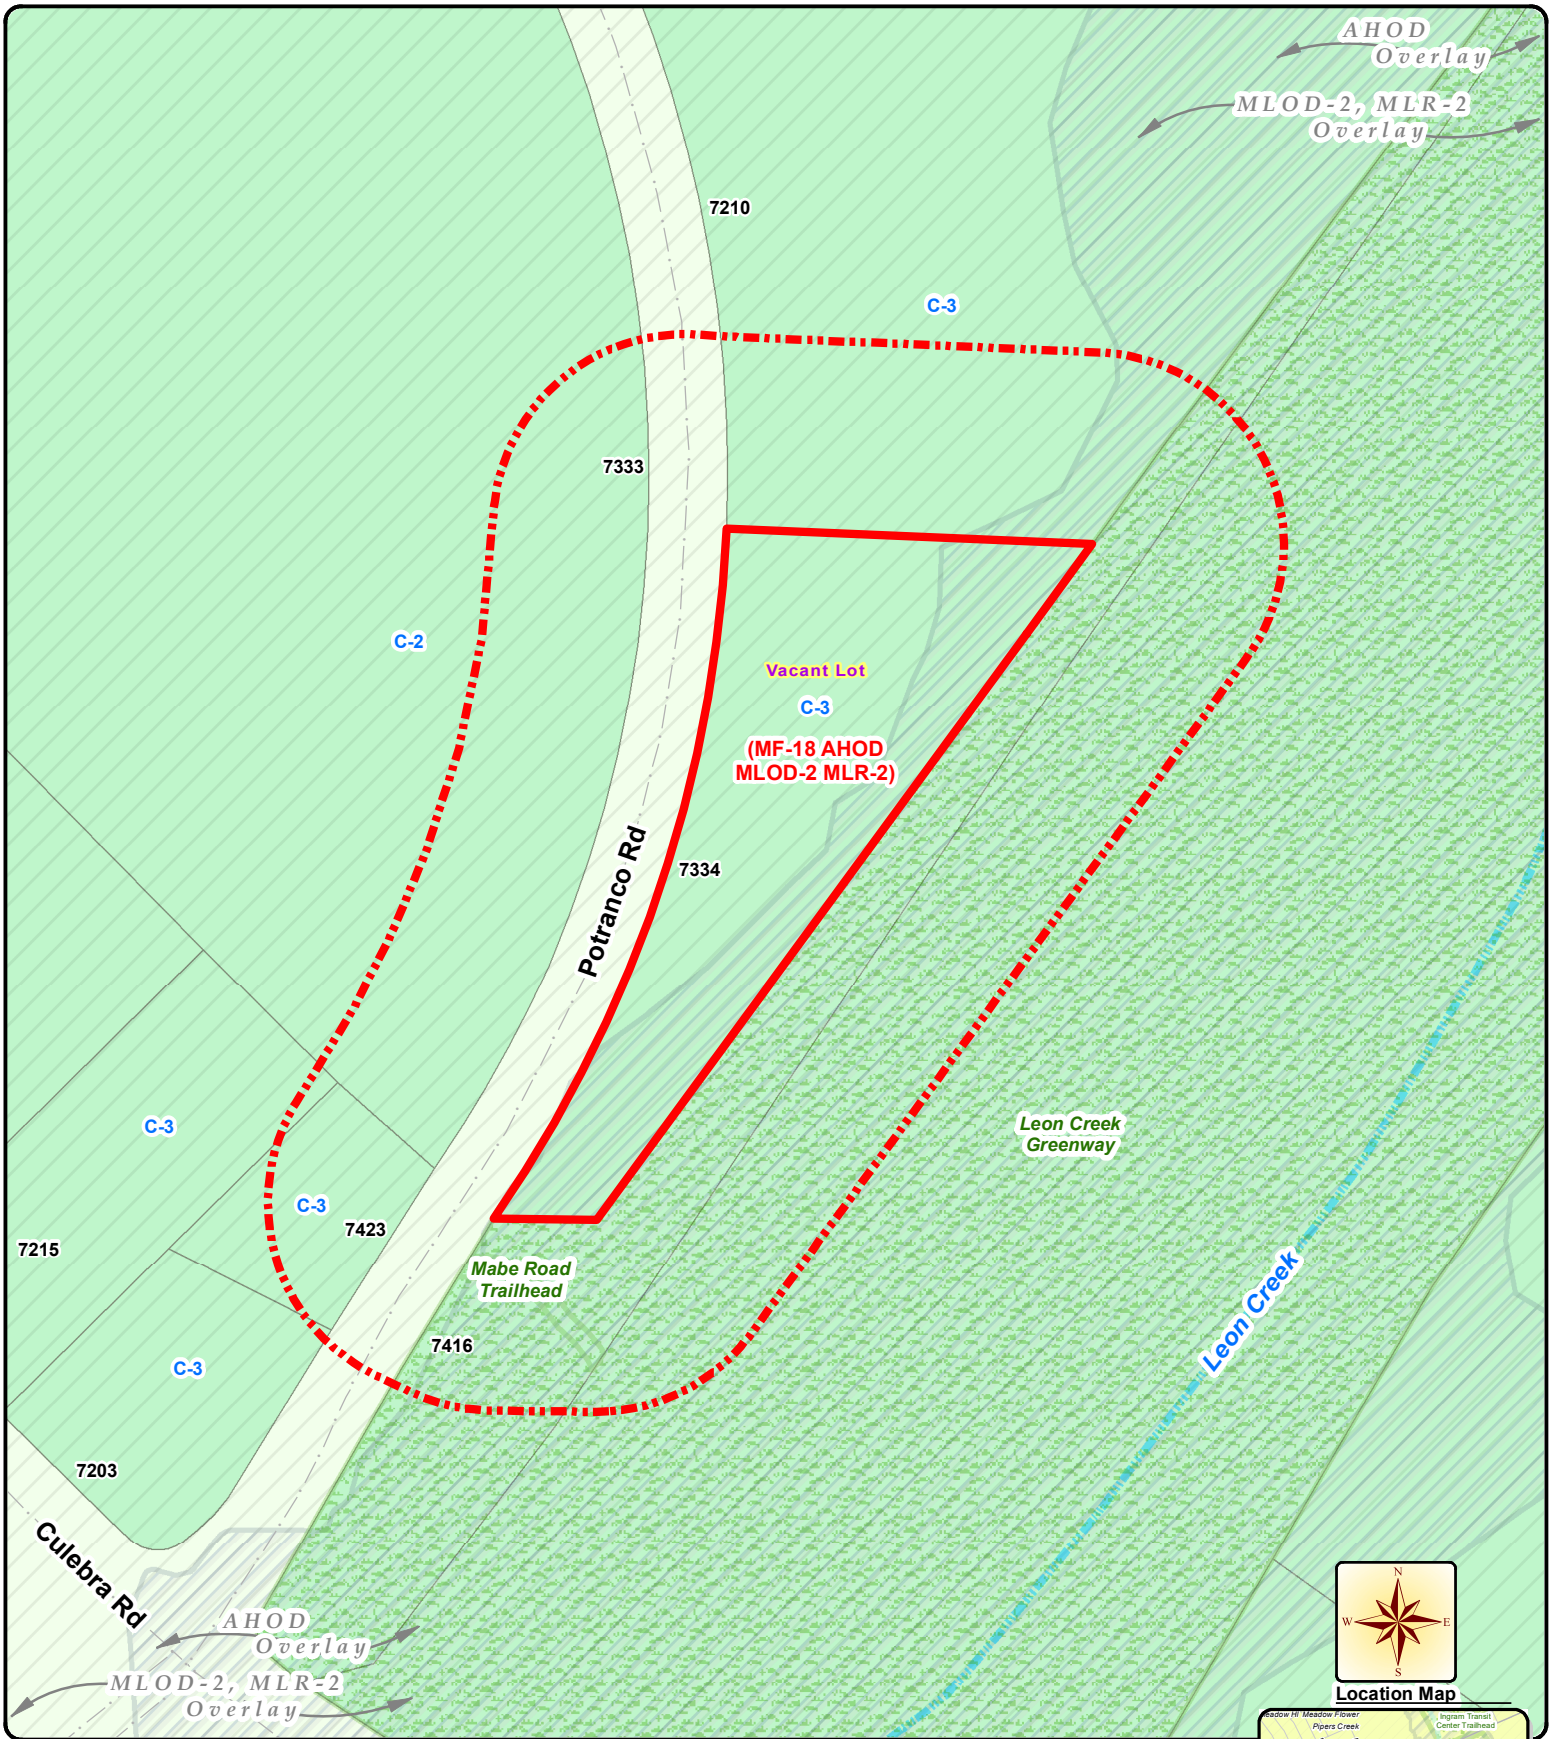 AHOD
Overlay
MLOD-2, MLR-2
Overlay
7210
C-3
7333
C-2
Vacant Lot
C-3
(MF-18 AHOD
MLOD-2 MLR-2)
Potranco Rd
7334
Leon Creek
Greenway
C-3
C-3
7423
7215
Mabe Road
Trailhead
Leon Creek
7416
C-3
7203
Culebra Rd
AHOD
Overlay
MLOD-2, MLR-2
Overlay
N
W
E
S
Location Map
Meadow Flower
Pipers Creek
Ingram Transit
Center Trailhead